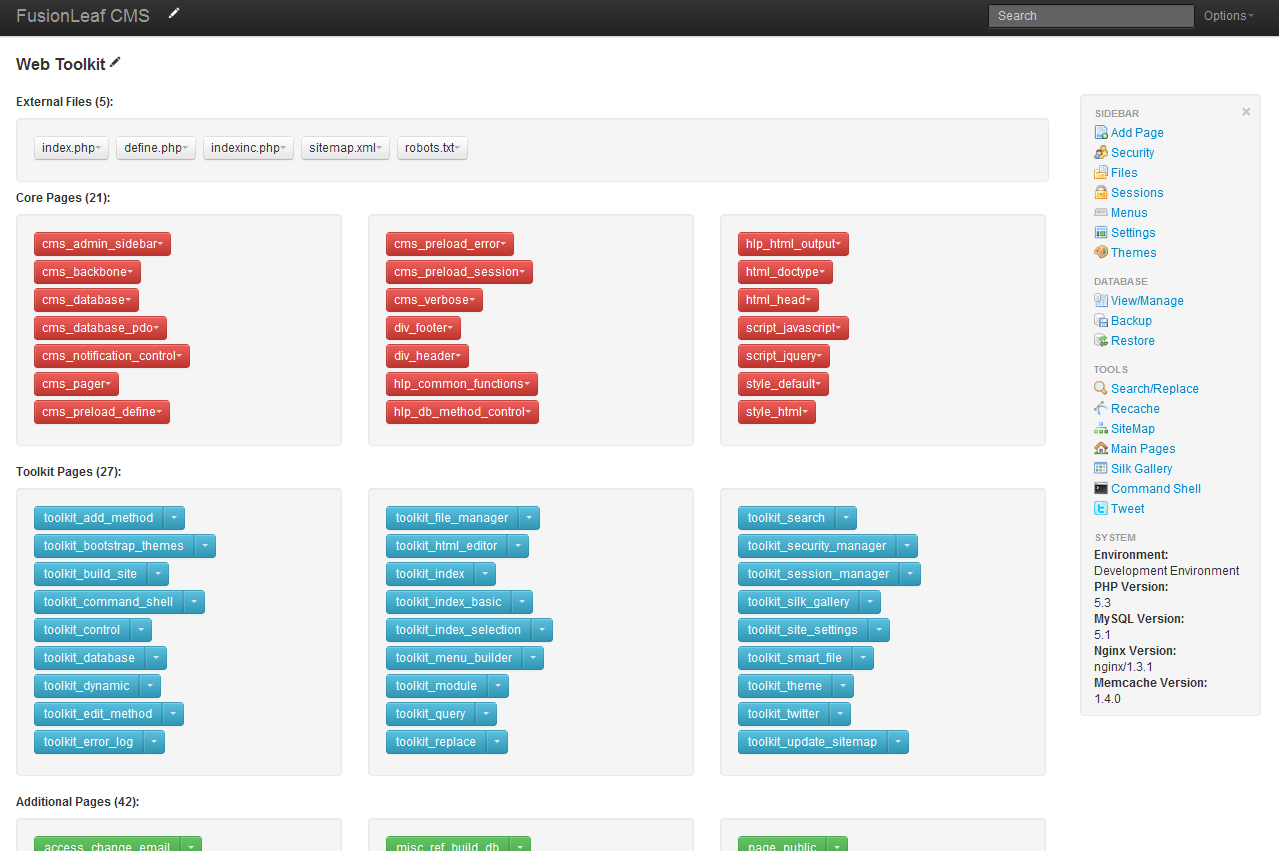 FusionLeaf CMS
Search
Options
Web Toolkit
External Files (5):
index.php
define.php
indexinc.php
sitemap.xml
robots.txt
Core Pages (21):
cms_admin_sidebar
cms_backbone
cms_database
cms_database_pdo
cms_notification_control
cms_pager
cms_preload_define
cms_preload_error
cms_preload_session
cms_verbose
div_footer
div_header
hlp_common_functions
hlp_db_method_control
hlp_html_output
html_doctype
html_head
script_javascript
script_jquery
style_default
style_html
Toolkit Pages (27):
toolkit_add_method
toolkit_bootstrap_themes
toolkit_build_site
toolkit_command_shell
toolkit_control
toolkit_database
toolkit_dynamic
toolkit_edit_method
toolkit_error_log
toolkit_file_manager
toolkit_html_editor
toolkit_index
toolkit_index_basic
toolkit_index_selection
toolkit_menu_builder
toolkit_module
toolkit_query
toolkit_replace
toolkit_search
toolkit_security_manager
toolkit_session_manager
toolkit_silk_gallery
toolkit_site_settings
toolkit_smart_file
toolkit_theme
toolkit_twitter
toolkit_update_sitemap
Additional Pages (42):
access_change_email
misc_ref_build_db
page_public
SIDEBAR
×
Add Page
Security
Files
Sessions
Menus
Settings
Themes
DATABASE
View/Manage
Backup
Restore
TOOLS
Search/Replace
Recache
SiteMap
Main Pages
Silk Gallery
Command Shell
Tweet
SYSTEM
Environment:
Development Environment
PHP Version:
5.3
MySQL Version:
5.1
Nginx Version:
nginx/1.3.1
Memcache Version:
1.4.0